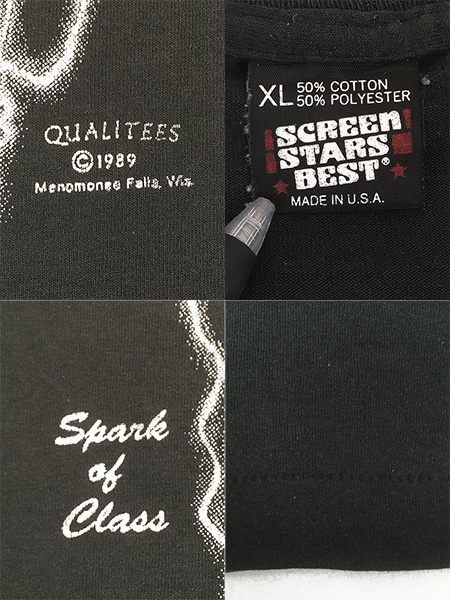 QUALITEES
©1989
Menomonee Falls, Wis.
XL 50% COTTON
50% POLYESTER
SCREEN
STARS
BEST®
MADE IN U.S.A.
Spark
of
Class